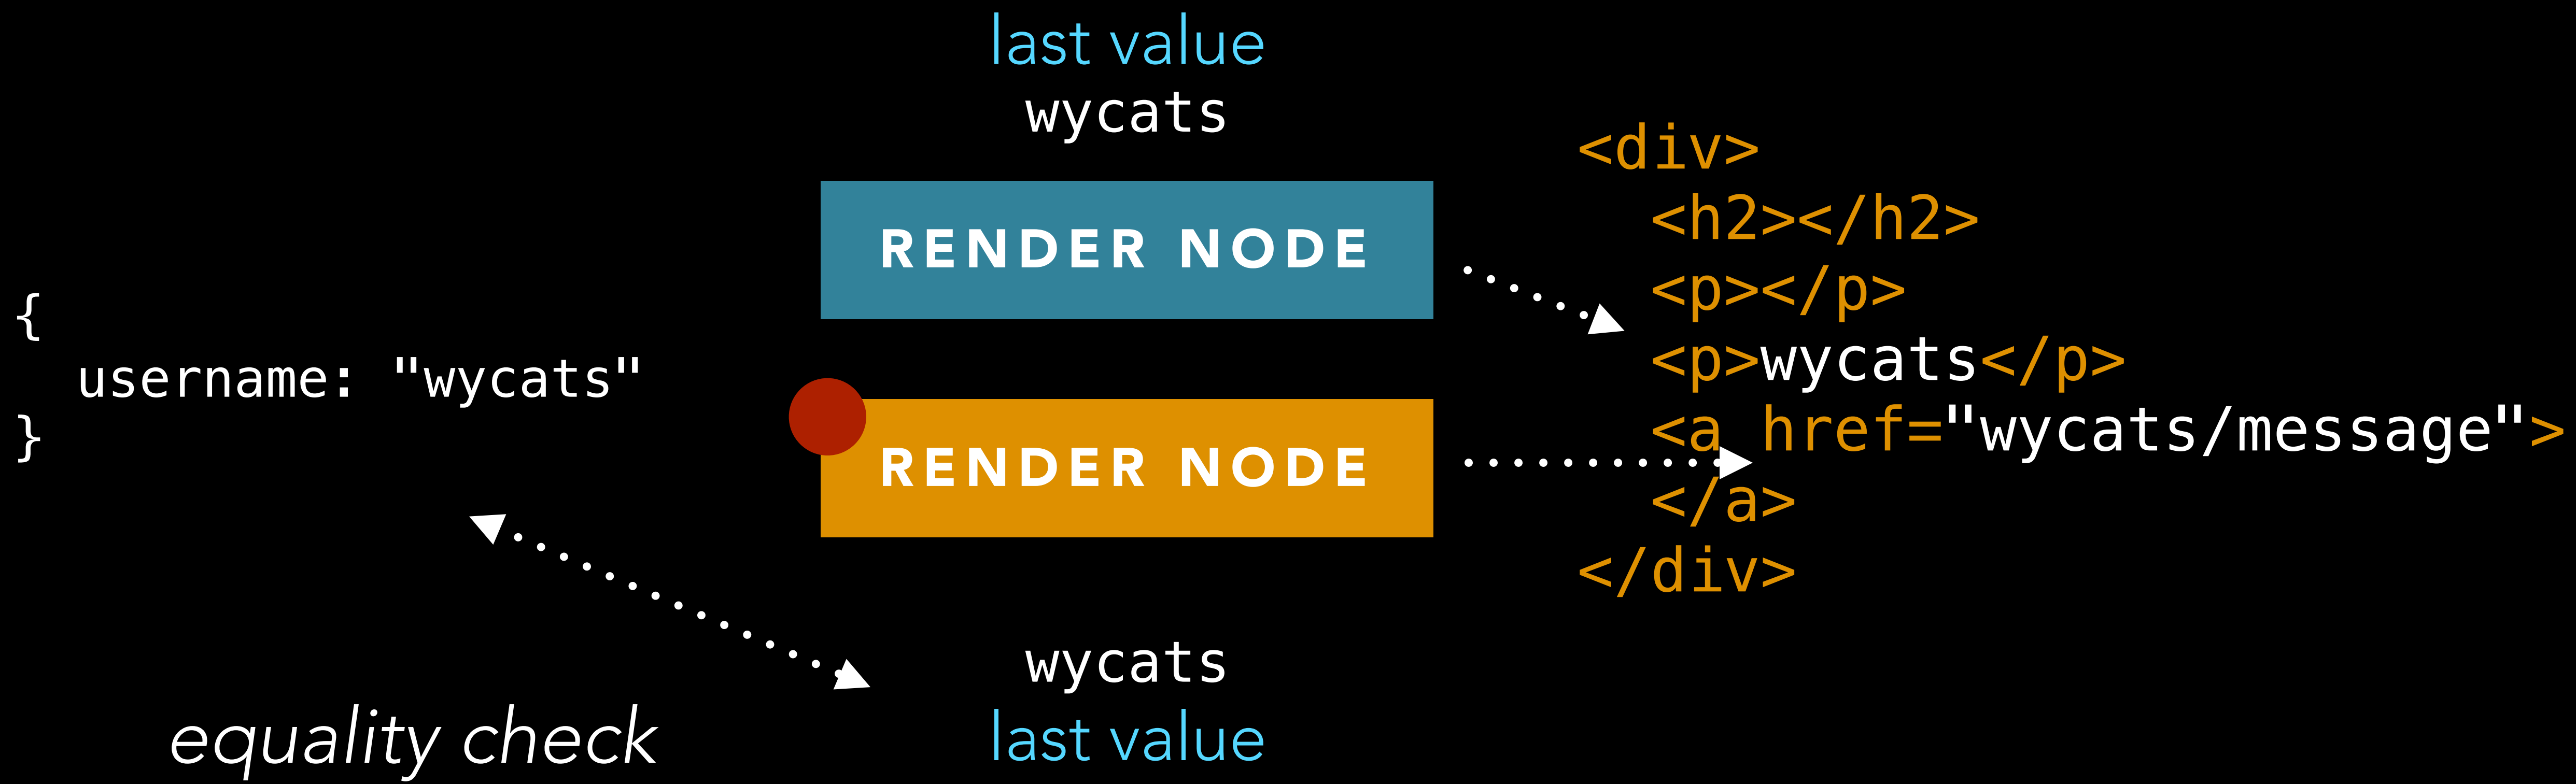 last value
wycats
RENDER NODE
{
username: "wycats"
}
RENDER NODE
equality check
wycats
last value
<div>
<h2></h2>
<p></p>
<p>wycats</p>
<a href="wycats/message">
</a>
</div>